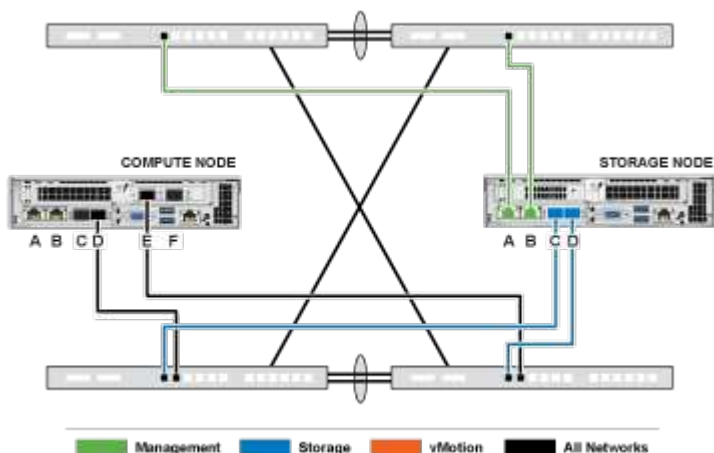 COMPUTE NODE
STORAGE NODE
A B C D E F
A B C D
Management Storage vMotion All Networks